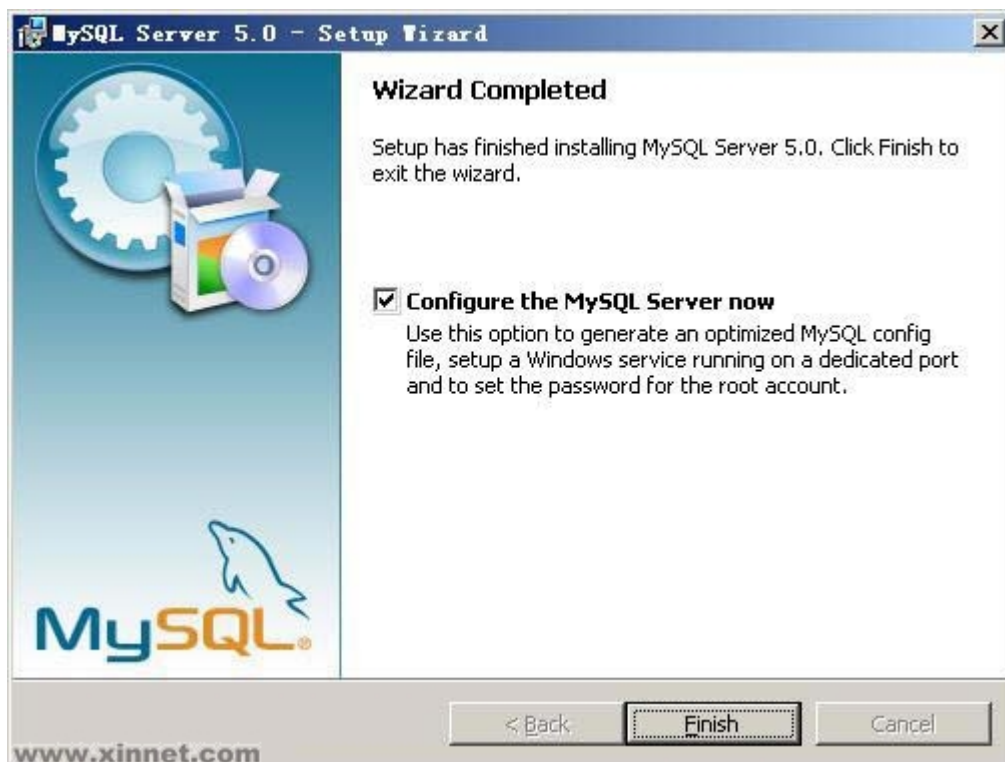 MySQL Server 5.0 - Setup Wizard
Wizard Completed
Setup has finished installing MySQL Server 5.0. Click Finish to
exit the wizard.
Configure the MySQL Server now
Use this option to generate an optimized MySQL config
file, setup a Windows service running on a dedicated port
and to set the password for the root account.
MySQL®
< Back
Finish
Cancel
www.xinnet.com